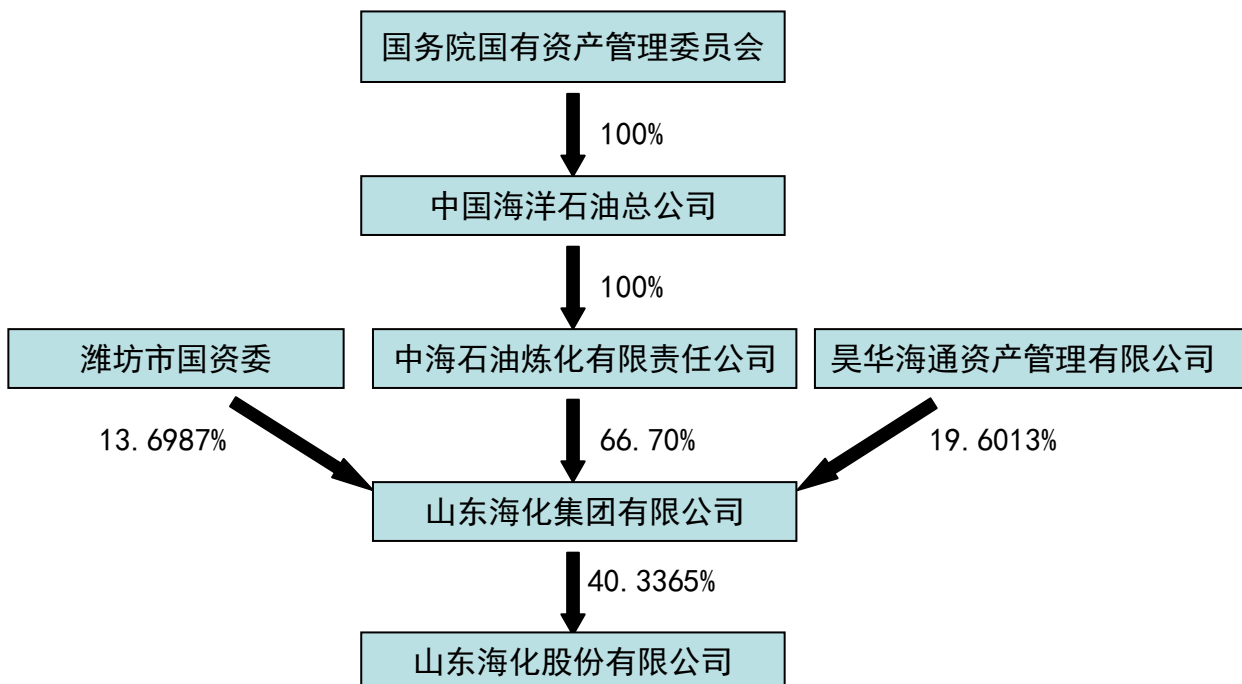 国务院国有资产管理委员会
100%
中国海洋石油总公司
100%
潍坊市国资委
中海石油炼化有限责任公司
昊华海通资产管理有限公司
13.6987%
66.70%
19.6013%
山东海化集团有限公司
40.3365%
山东海化股份有限公司